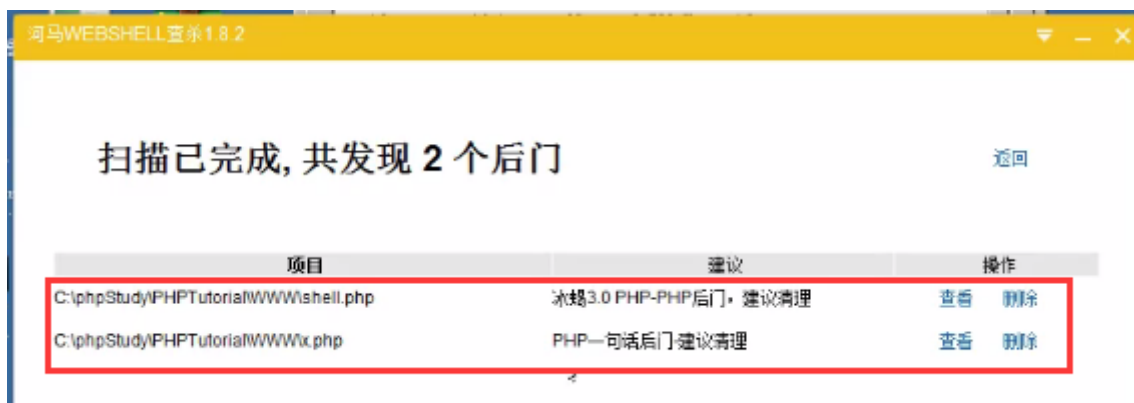 河马WEBSHELL查杀1.8.2
扫描已完成, 共发现 2 个后门
返回
项目 建议 操作
C:\phpStudy\PHPTutorial\WWW\shell.php 冰蝎3.0 PHP-PHP后门，建议清理 查看 删除
C:\phpStudy\PHPTutorial\WWW\x.php PHP一句话后门-建议清理 查看 删除